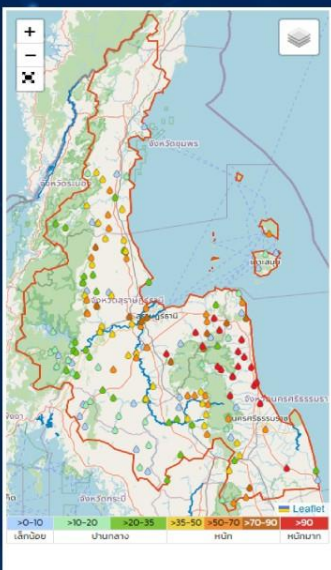 +
−
จังหวัดชุมพร
จังหวัดระนอง
เกาะสมุย
จังหวัดสุราษฎร์ธานี
สุราษฎร์ธานี
นครศรีธรรมราช
จังหวัดกระบี่
Leaflet
>0-10 >10-20 >20-35 >35-50 >50-70 >70-90 >90
เล็กน้อย ปานกลาง หนัก หนักมาก